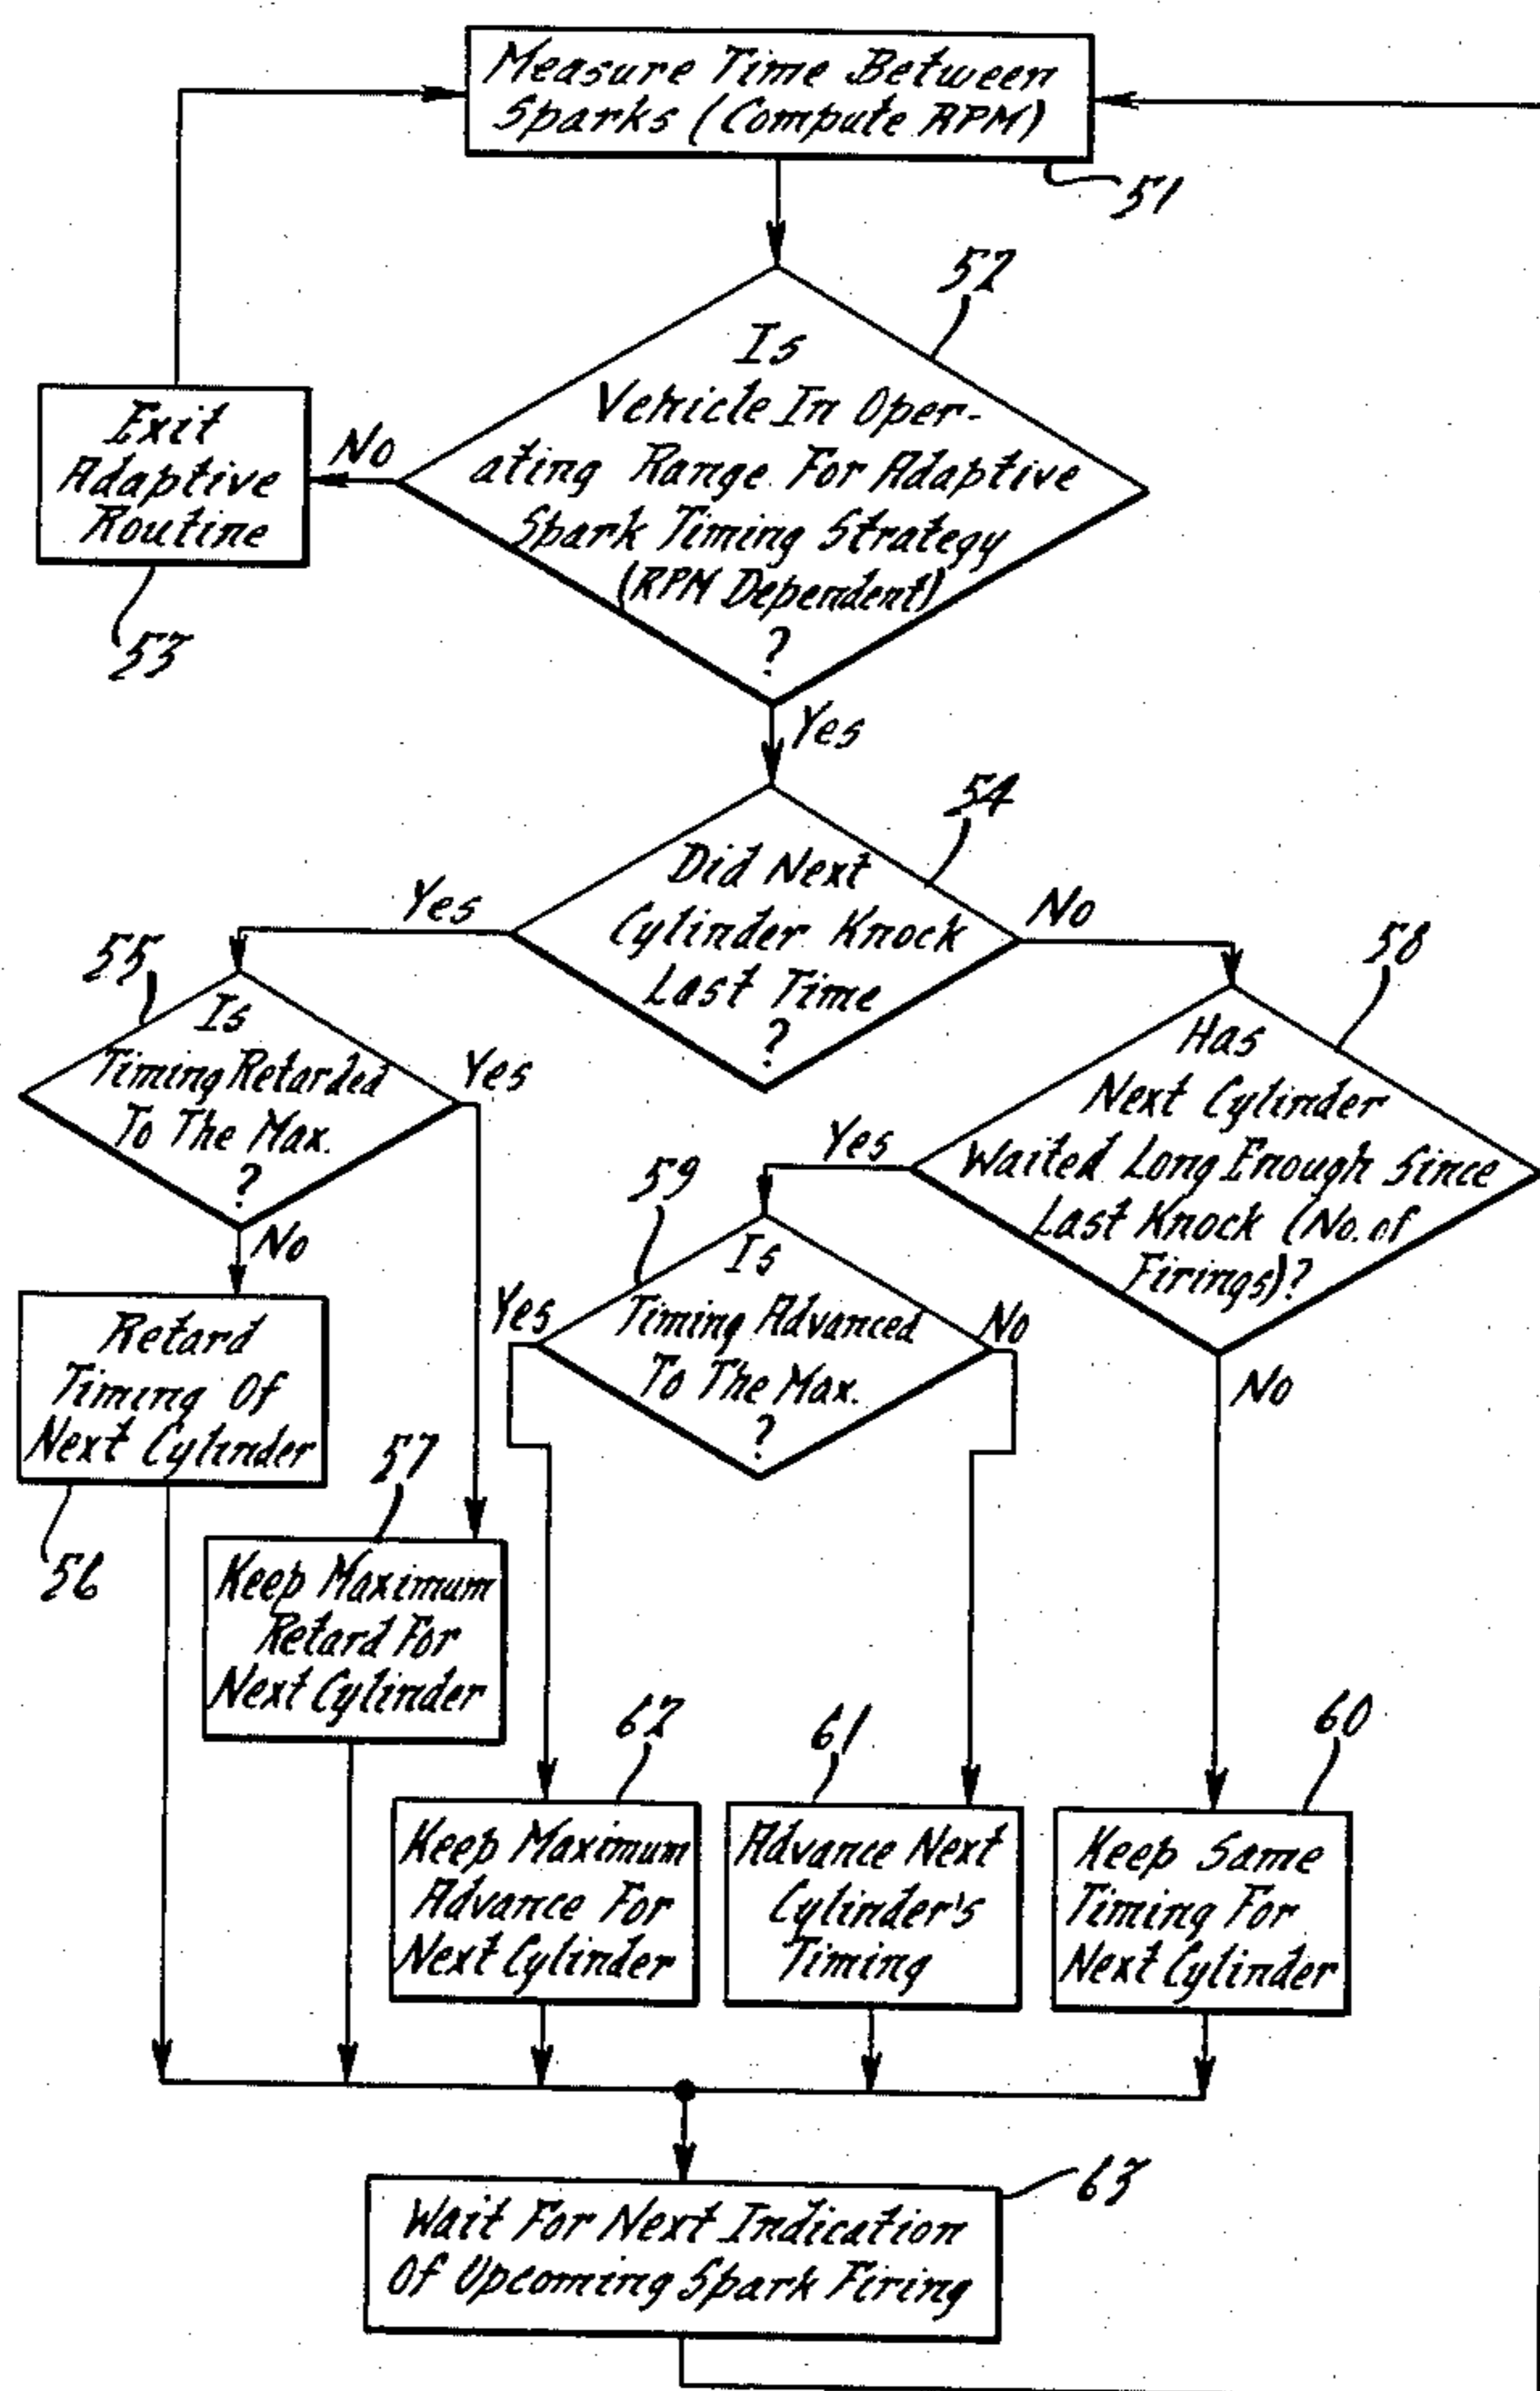 Measure Time Between
Sparks (Compute RPM)
51
52
Is
Vehicle In Oper-
ating Range For Adaptive
Spark Timing Strategy
(RPM Dependent)
?
No
Exit
Adaptive
Routine
53
Yes
54
Did Next
Cylinder Knock
Last Time
?
Yes
No
55
Is
Timing Retarded
To The Max.
?
Yes
No
58
Has
Next Cylinder
Waited Long Enough Since
Last Knock (No. of
Firings)?
Yes
No
59
Is
Timing Advanced
To The Max.
?
Yes
No
Retard
Timing Of
Next Cylinder
56
57
Keep Maximum
Retard For
Next Cylinder
62
Keep Maximum
Advance For
Next Cylinder
61
Advance Next
Cylinder's
Timing
60
Keep Same
Timing For
Next Cylinder
63
Wait For Next Indication
Of Upcoming Spark Firing